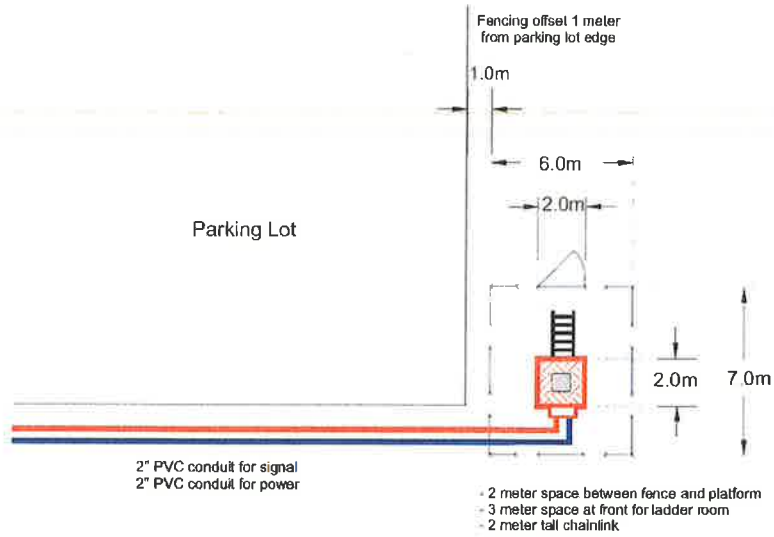 Fencing offset 1 meter
from parking lot edge
1.0m
6.0m
2.0m
Parking Lot
2.0m
7.0m
2" PVC conduit for signal
2" PVC conduit for power
- 2 meter space between fence and platform
- 3 meter space at front for ladder room
- 2 meter tall chainlink